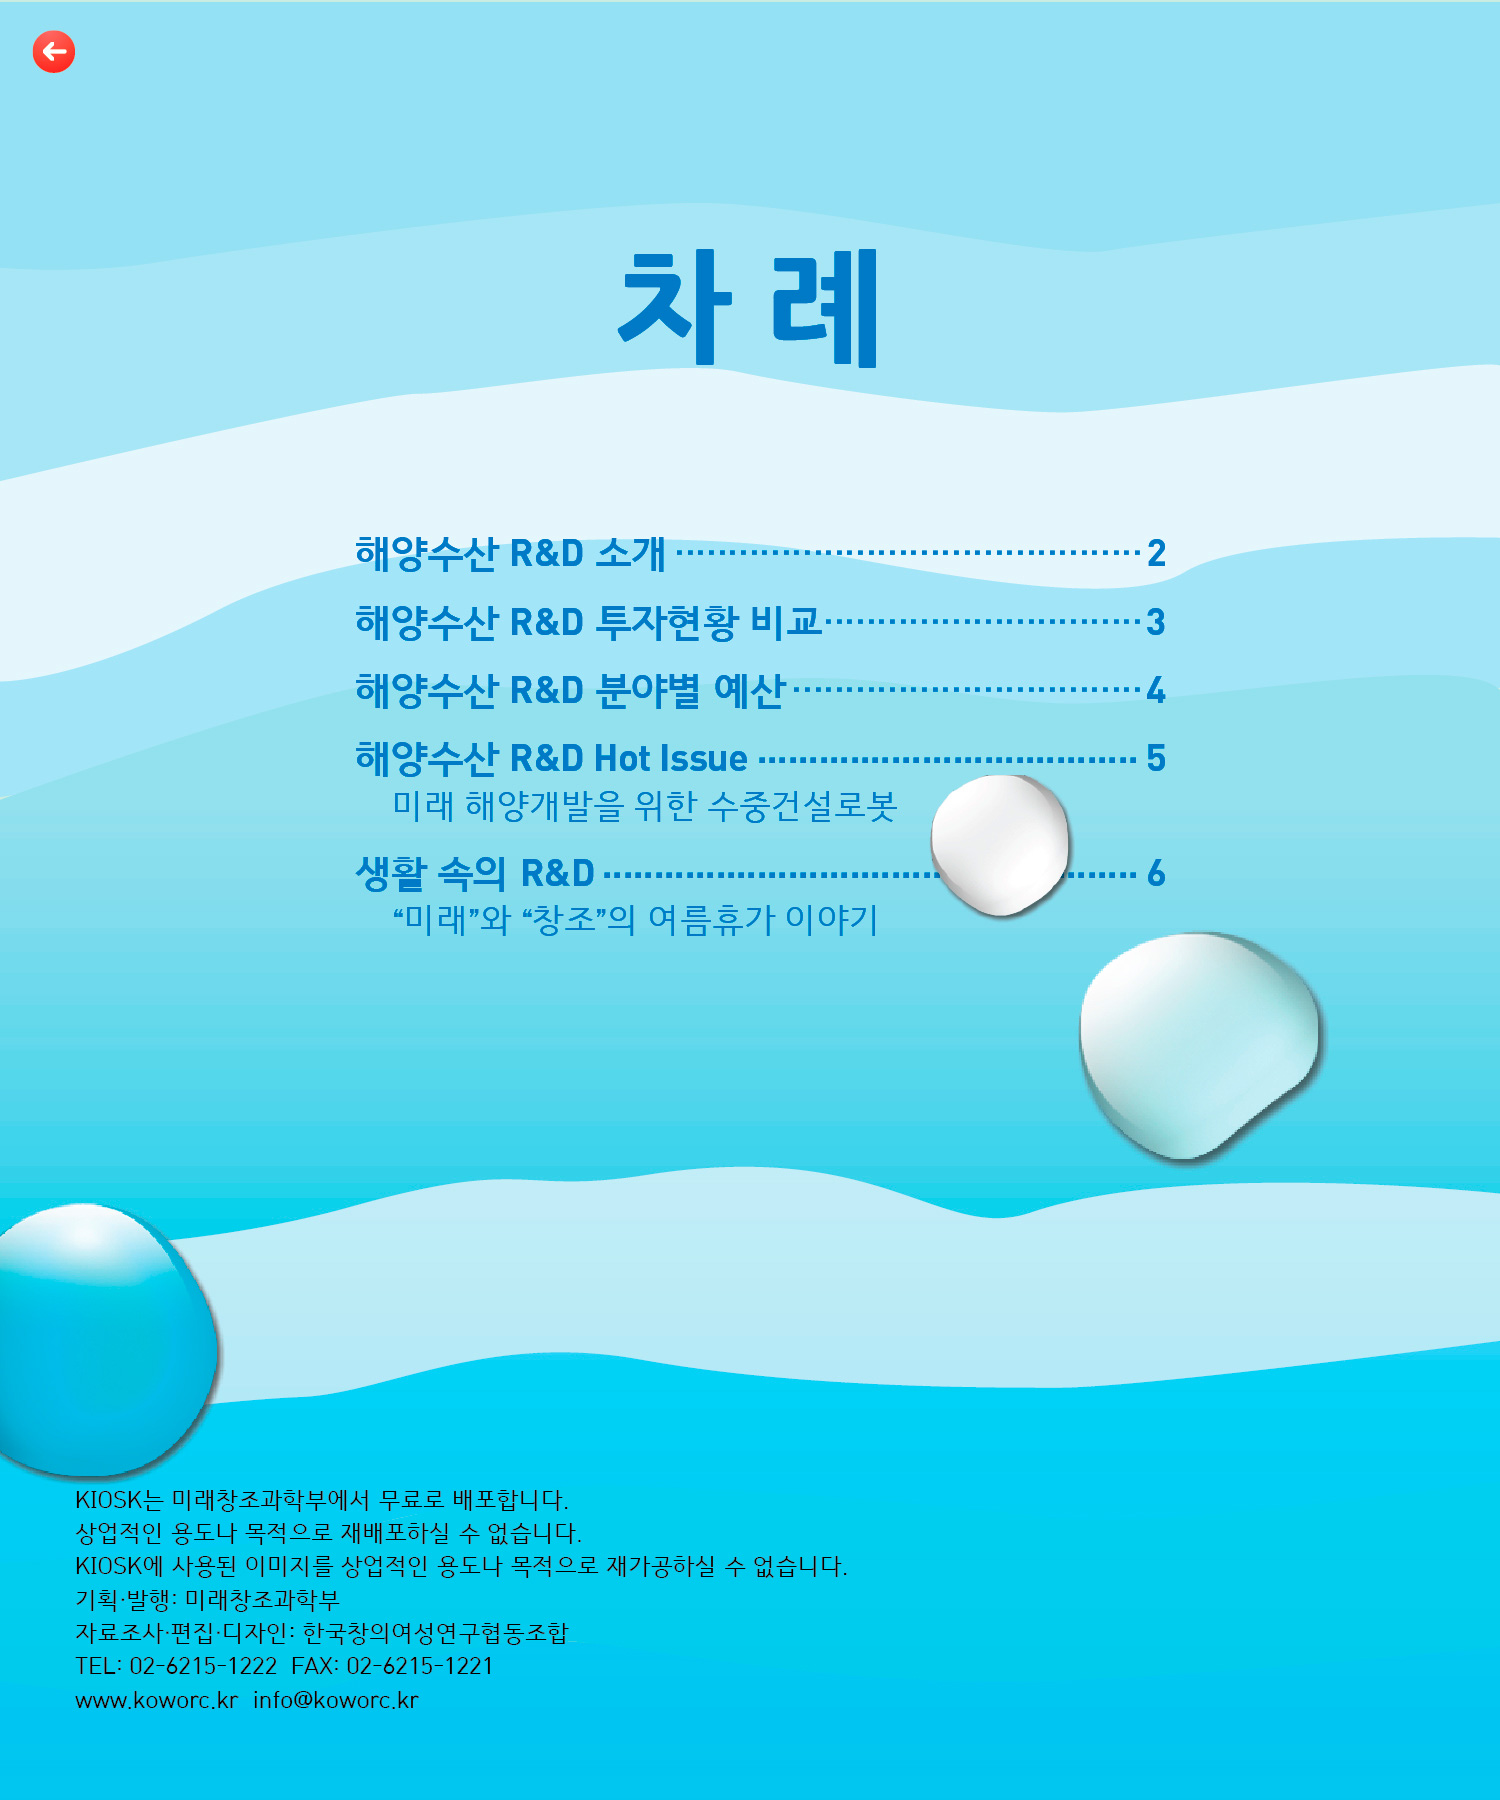 차 례
해양수산 R&D 소개 ·········································· 2
해양수산 R&D 투자현황 비교 ······························ 3
해양수산 R&D 분야별 예산 ································· 4
해양수산 R&D Hot Issue ····································· 5
미래 해양개발을 위한 수중건설로봇
생활 속의 R&D ·················································· 6
“미래”와 “창조”의 여름휴가 이야기
KIOSK는 미래창조과학부에서 무료로 배포합니다.
상업적인 용도나 목적으로 재배포하실 수 없습니다.
KIOSK에 사용된 이미지를 상업적인 용도나 목적으로 재가공하실 수 없습니다.
기획·발행: 미래창조과학부
자료조사·편집·디자인: 한국창의여성연구협동조합
TEL: 02-6215-1222 FAX: 02-6215-1221
www.koworc.kr info@koworc.kr